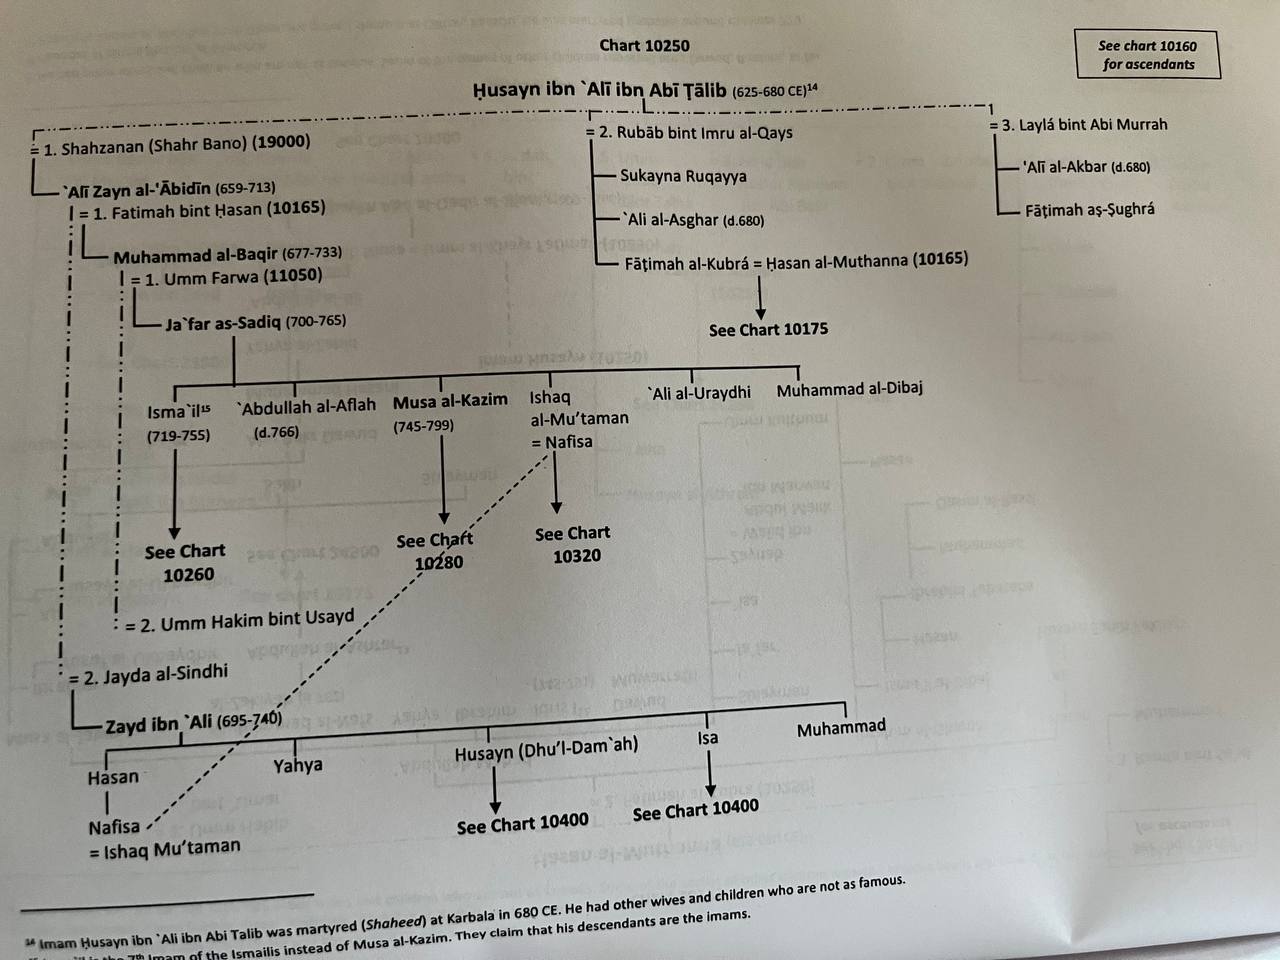 Chart 10250
See chart 10160
for ascendants
Ḥusayn ibn `Alī ibn Abī Ṭālib (625-680 CE)¹⁴
= 1. Shahzanan (Shahr Bano) (19000)
= 2. Rubāb bint Imru al-Qays
= 3. Laylá bint Abi Murrah
`Alī Zayn al-'Ābidīn (659-713)
Sukayna Ruqayya
'Alī al-Akbar (d.680)
= 1. Fatimah bint Ḥasan (10165)
`Ali al-Asghar (d.680)
Fāṭimah aṣ-Ṣughrá
Muhammad al-Baqir (677-733)
Fāṭimah al-Kubrá = Ḥasan al-Muthanna (10165)
= 1. Umm Farwa (11050)
See Chart 10175
Ja`far as-Sadiq (700-765)
Isma`il¹⁵
(719-755)
`Abdullah al-Aflah
(d.766)
Musa al-Kazim
(745-799)
Ishaq
al-Mu’taman
= Nafisa
`Ali al-Uraydhi
Muhammad al-Dibaj
See Chart
10260
See Chart
10280
See Chart
10320
= 2. Umm Hakim bint Usayd
= 2. Jayda al-Sindhi
Zayd ibn `Ali (695-740)
Hasan
Yahya
Husayn (Dhu’l-Dam`ah)
Isa
Muhammad
Nafisa
= Ishaq Mu’taman
See Chart 10400
See Chart 10400
¹⁴ Imam Ḥusayn ibn `Ali ibn Abi Talib was martyred (Shaheed) at Karbala in 680 CE. He had other wives and children who are not as famous.
the 7th Imam of the Ismailis instead of Musa al-Kazim. They claim that his descendants are the imams.